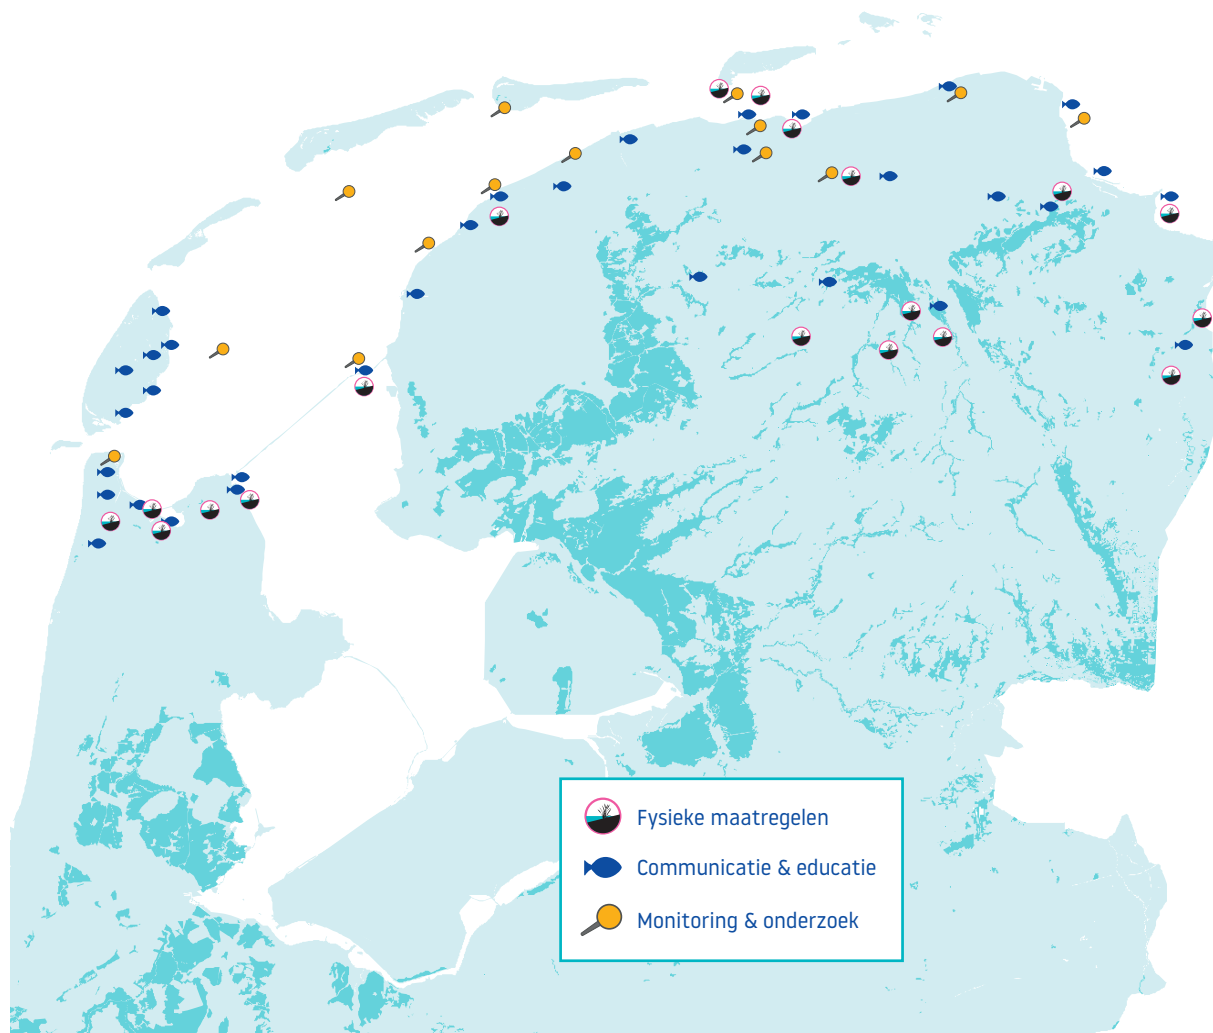 Fysieke maatregelen
Communicatie & educatie
Monitoring & onderzoek